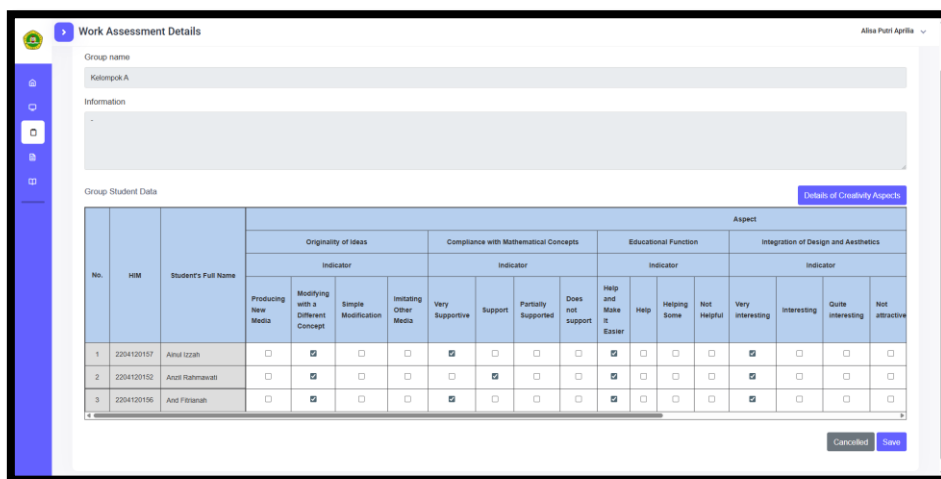 Work Assessment Details
Alisa Putri Aprilia
Group name
Kelompok A
Information
-
Group Student Data
Details of Creativity Aspects
No.
HIM
Student's Full Name
Aspect
Originality of Ideas
Compliance with Mathematical Concepts
Educational Function
Integration of Design and Aesthetics
Indicator
Indicator
Indicator
Indicator
Producing New Media
Modifying with a Different Concept
Simple Modification
Imitating Other Media
Very Supportive
Support
Partially Supported
Does not support
Help and Make It Easier
Help
Helping Some
Not Helpful
Very interesting
Interesting
Quite interesting
Not attractive
1 2204120157 Ainul Izzah
2 2204120152 Anzil Rahmawati
3 2204120156 And Fitrianah
Cancelled
Save